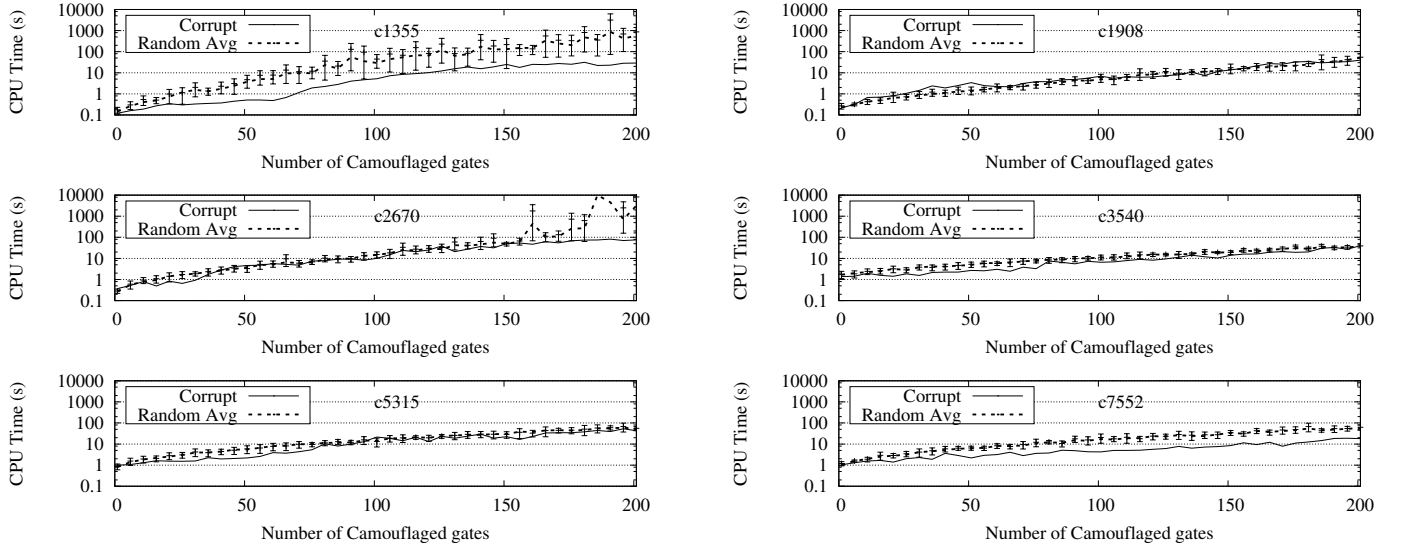 10000
1000
100
10
1
0.1
CPU Time (s)
Corrupt
Random Avg
c1355
0 50 100 150 200
Number of Camouflaged gates
10000
1000
100
10
1
0.1
CPU Time (s)
Corrupt
Random Avg
c1908
0 50 100 150 200
Number of Camouflaged gates
10000
1000
100
10
1
0.1
CPU Time (s)
Corrupt
Random Avg
c2670
0 50 100 150 200
Number of Camouflaged gates
10000
1000
100
10
1
0.1
CPU Time (s)
Corrupt
Random Avg
c3540
0 50 100 150 200
Number of Camouflaged gates
10000
1000
100
10
1
0.1
CPU Time (s)
Corrupt
Random Avg
c5315
0 50 100 150 200
Number of Camouflaged gates
10000
1000
100
10
1
0.1
CPU Time (s)
Corrupt
Random Avg
c7552
0 50 100 150 200
Number of Camouflaged gates